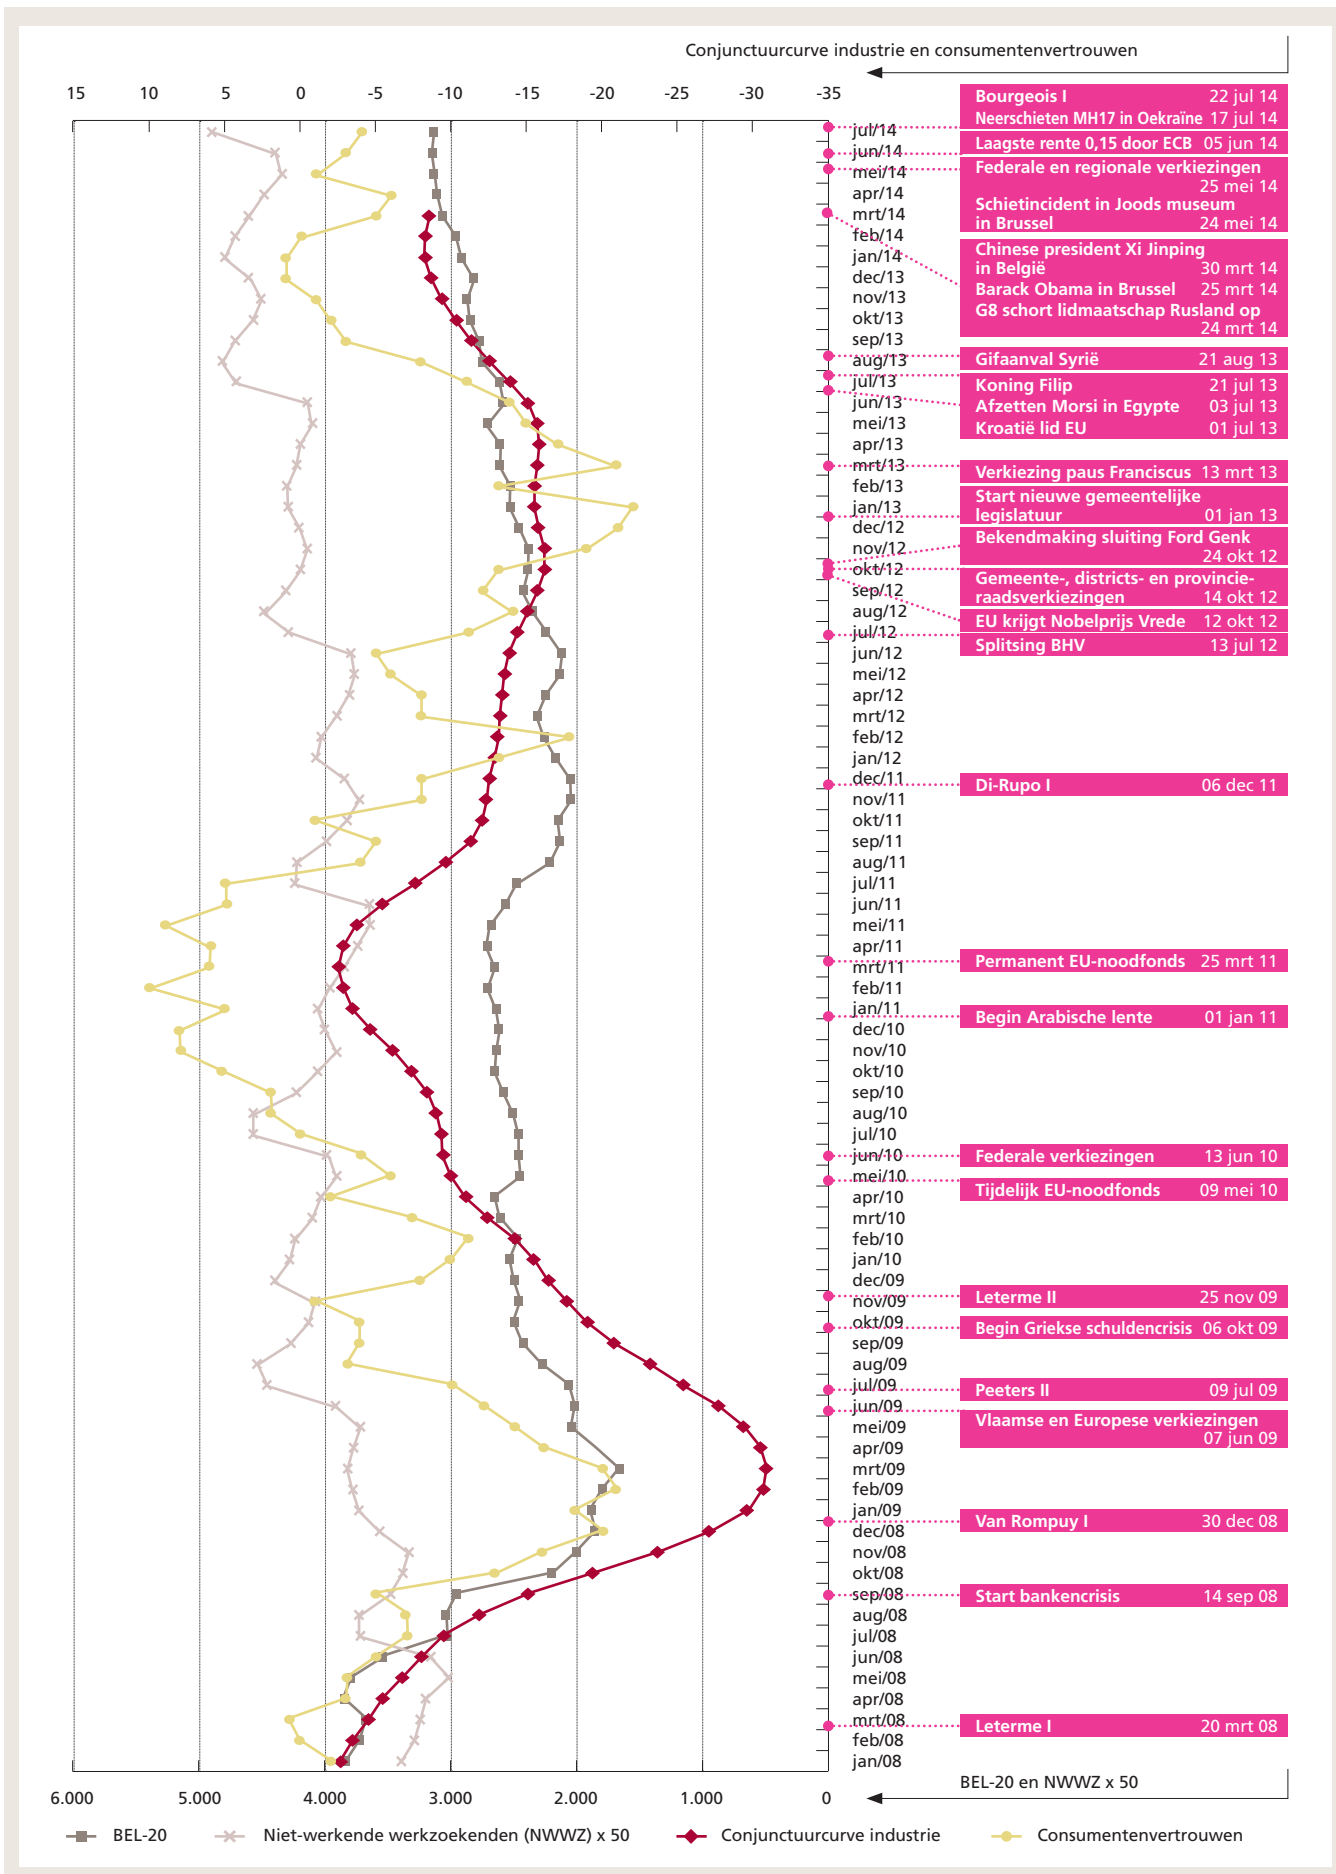 Conjunctuurcurve industrie en consumentenvertrouwen
15 10 5 0 -5 -10 -15 -20 -25 -30 -35
jul/14
jun/14
mei/14
apr/14
mrt/14
feb/14
jan/14
dec/13
nov/13
okt/13
sep/13
aug/13
jul/13
jun/13
mei/13
apr/13
mrt/13
feb/13
jan/13
dec/12
nov/12
okt/12
sep/12
aug/12
jul/12
jun/12
mei/12
apr/12
mrt/12
feb/12
jan/12
dec/11
nov/11
okt/11
sep/11
aug/11
jul/11
jun/11
mei/11
apr/11
mrt/11
feb/11
jan/11
dec/10
nov/10
okt/10
sep/10
aug/10
jul/10
jun/10
mei/10
apr/10
mrt/10
feb/10
jan/10
dec/09
nov/09
okt/09
sep/09
aug/09
jul/09
jun/09
mei/09
apr/09
mrt/09
feb/09
jan/09
dec/08
nov/08
okt/08
sep/08
aug/08
jul/08
jun/08
mei/08
apr/08
mrt/08
feb/08
jan/08
Bourgeois I 22 jul 14
Neerschieten MH17 in Oekraïne 17 jul 14
Laagste rente 0,15 door ECB 05 jun 14
Federale en regionale verkiezingen
25 mei 14
Schietincident in Joods museum
in Brussel 24 mei 14
Chinese president Xi Jinping
in België 30 mrt 14
Barack Obama in Brussel 25 mrt 14
G8 schort lidmaatschap Rusland op
24 mrt 14
Gifaanval Syrië 21 aug 13
Koning Filip 21 jul 13
Afzetten Morsi in Egypte 03 jul 13
Kroatië lid EU 01 jul 13
Verkiezing paus Franciscus 13 mrt 13
Start nieuwe gemeentelijke
legislatuur 01 jan 13
Bekendmaking sluiting Ford Genk
24 okt 12
Gemeente-, districts- en provincie-
raadsverkiezingen 14 okt 12
EU krijgt Nobelprijs Vrede 12 okt 12
Splitsing BHV 13 jul 12
Di-Rupo I 06 dec 11
Permanent EU-noodfonds 25 mrt 11
Begin Arabische lente 01 jan 11
Federale verkiezingen 13 jun 10
Tijdelijk EU-noodfonds 09 mei 10
Leterme II 25 nov 09
Begin Griekse schuldencrisis 06 okt 09
Peeters II 09 jul 09
Vlaamse en Europese verkiezingen
07 jun 09
Van Rompuy I 30 dec 08
Start bankencrisis 14 sep 08
Leterme I 20 mrt 08
BEL-20 en NWWZ x 50
6.000 5.000 4.000 3.000 2.000 1.000 0
BEL-20 Niet-werkende werkzoekenden (NWWZ) x 50 Conjunctuurcurve industrie Consumentenvertrouwen